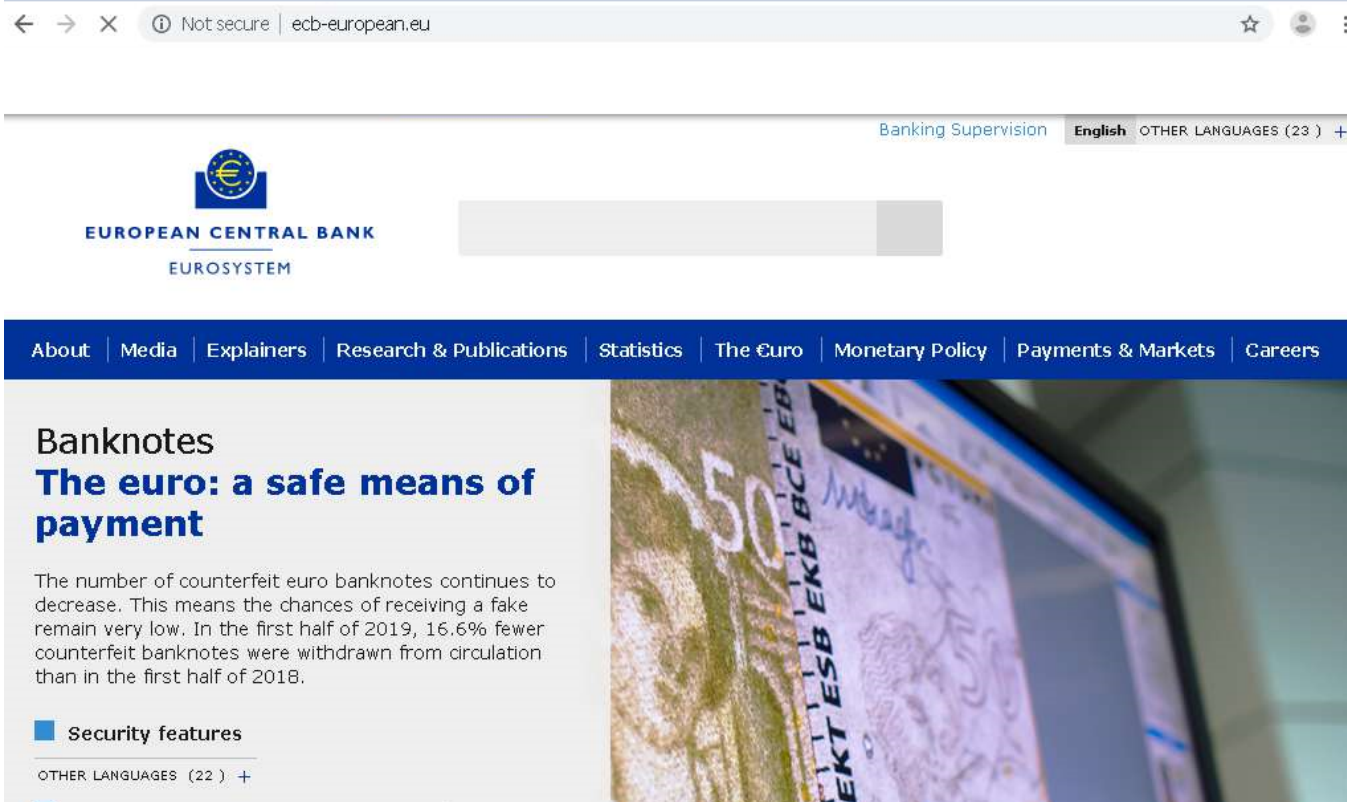 Not secure | ecb-european.eu
Banking Supervision English OTHER LANGUAGES (23 ) +
EUROPEAN CENTRAL BANK
EUROSYSTEM
About | Media | Explainers | Research & Publications | Statistics | The €uro | Monetary Policy | Payments & Markets | Careers
Banknotes
The euro: a safe means of
payment
The number of counterfeit euro banknotes continues to
decrease. This means the chances of receiving a fake
remain very low. In the first half of 2019, 16.6% fewer
counterfeit banknotes were withdrawn from circulation
than in the first half of 2018.
Security features
OTHER LANGUAGES (22 ) +
50
EKT ESB EKB BCE EB